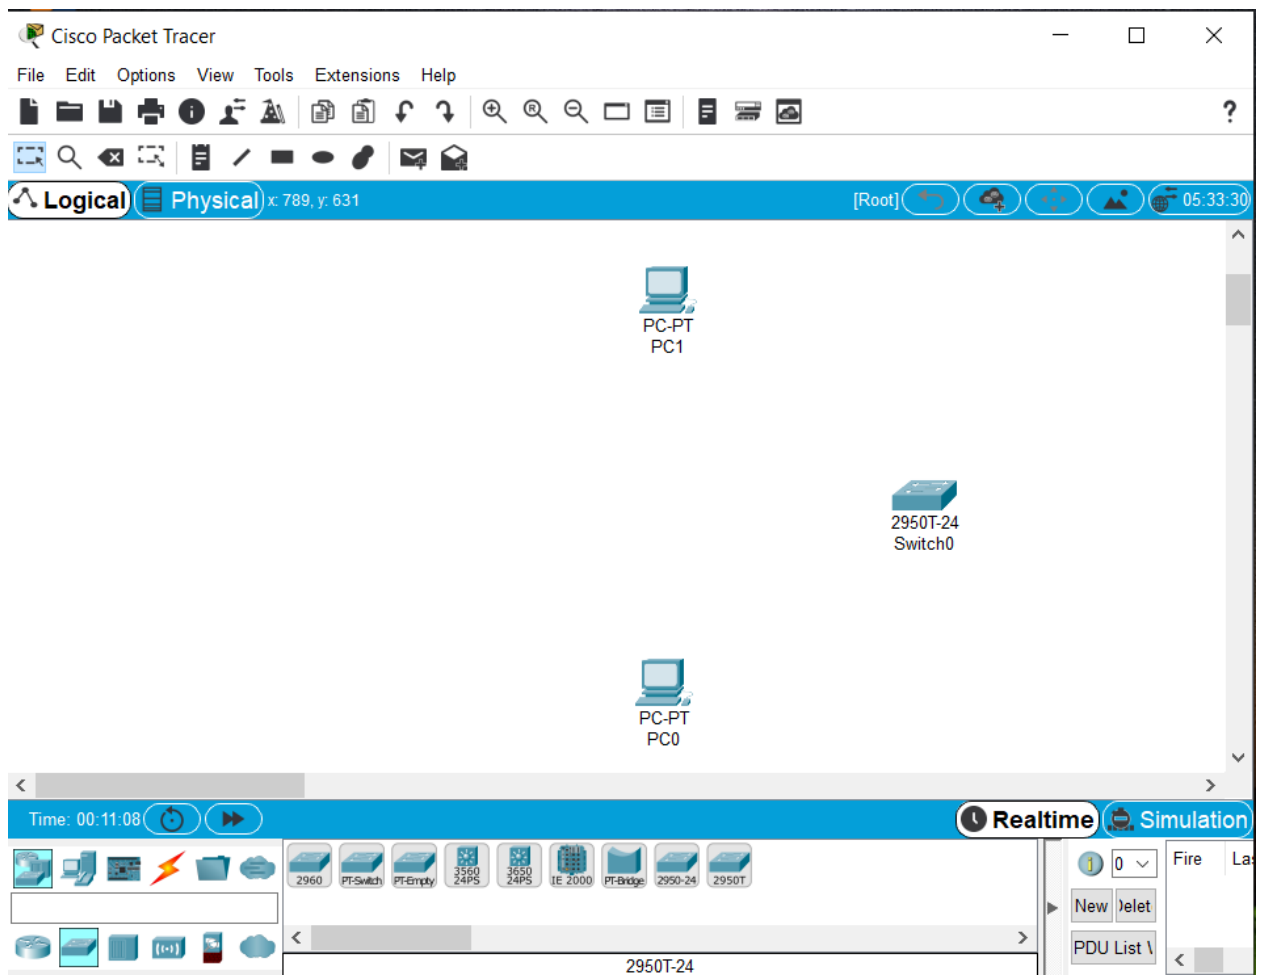 Cisco Packet Tracer
File Edit Options View Tools Extensions Help
R ?
Logical Physical x: 789, y: 631 [Root] 05:33:30
PC-PT
PC1
2950T-24
Switch0
PC-PT
PC0
Time: 00:11:08 Realtime Simulation
2960 PT-Switch PT-Empty 3560 24PS 3650 24PS IE 2000 PT-Bridge 2950-24 2950T
0 Fire La
New )elet
PDU List \
2950T-24